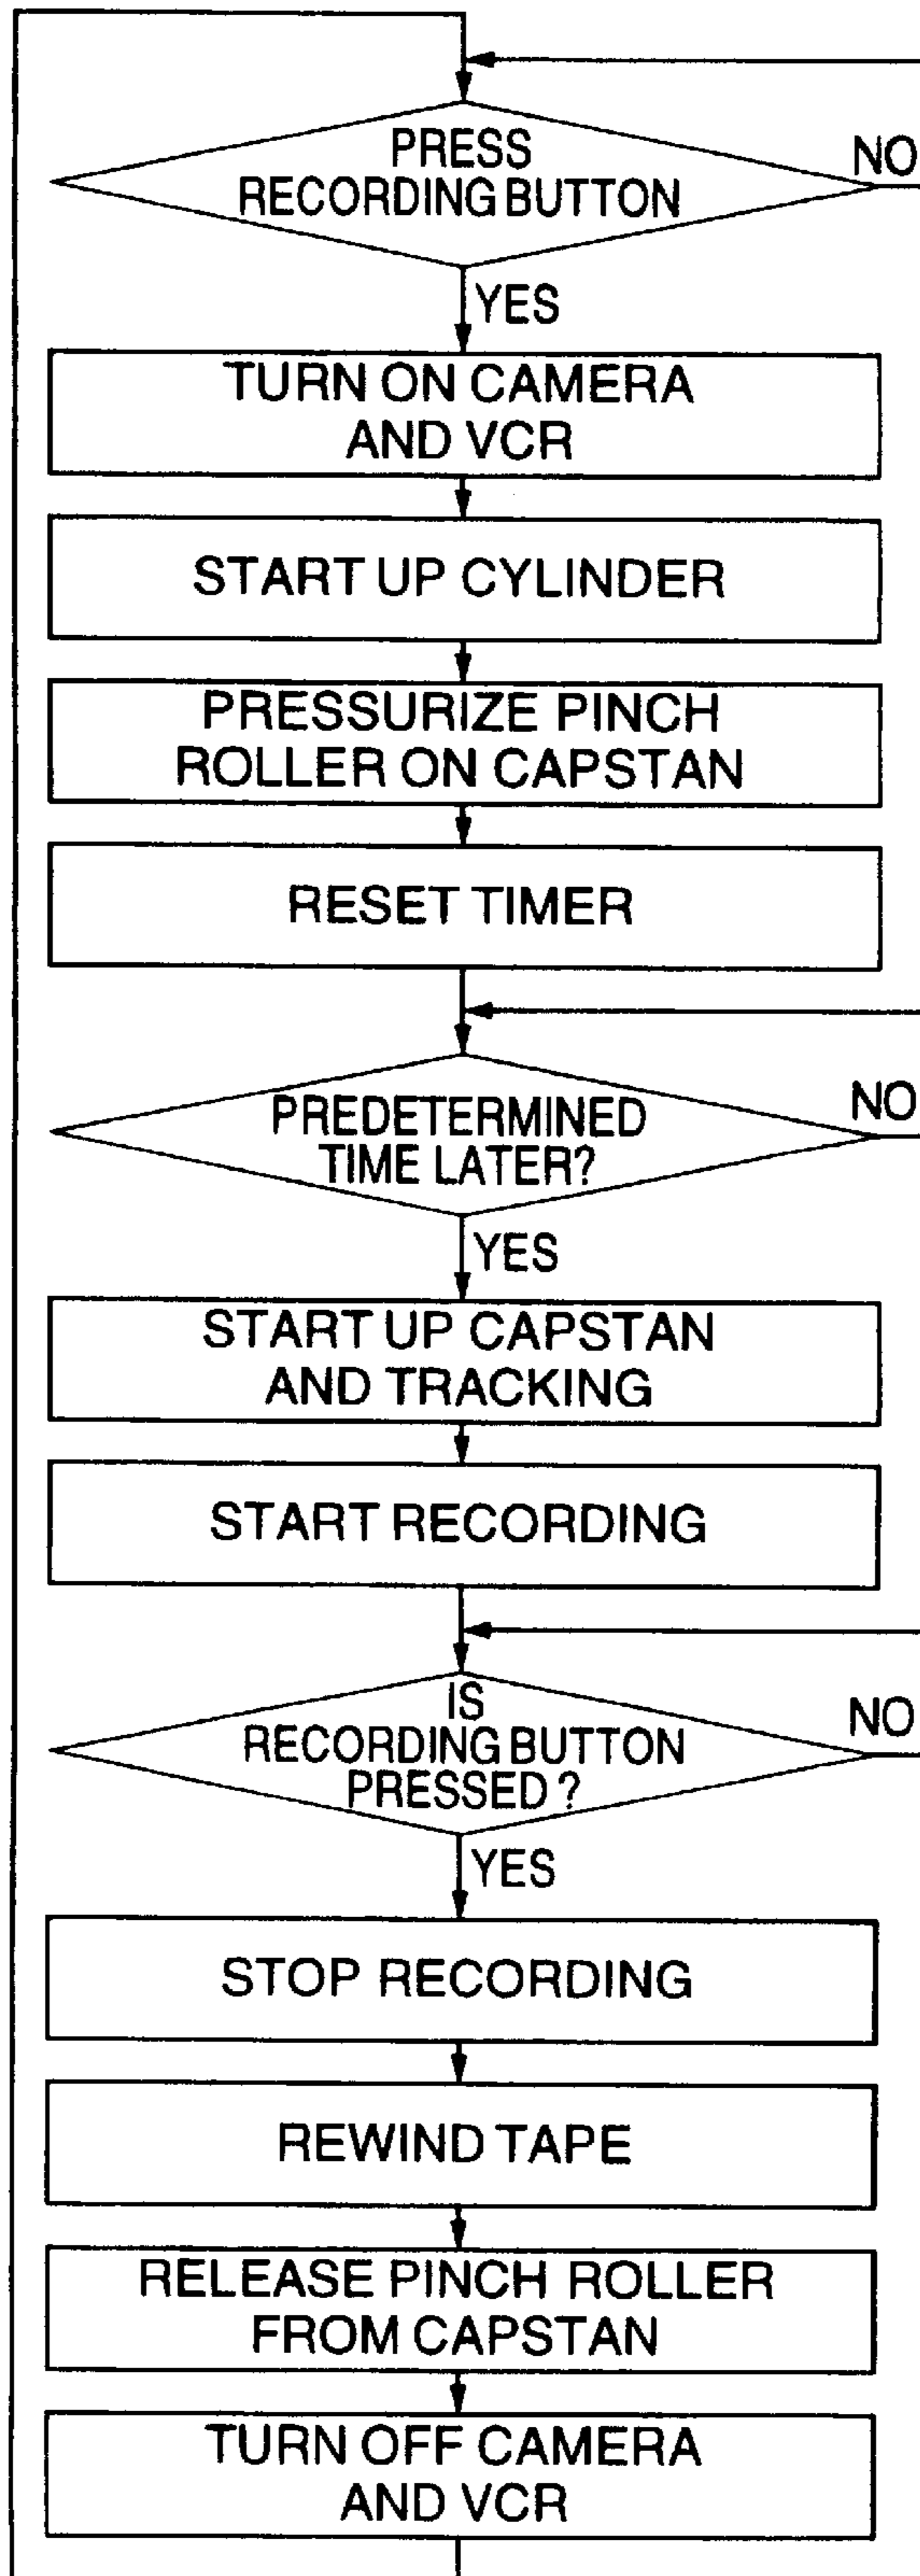 PRESS
RECORDING BUTTON
NO
YES
TURN ON CAMERA
AND VCR
START UP CYLINDER
PRESSURIZE PINCH
ROLLER ON CAPSTAN
RESET TIMER
PREDETERMINED
TIME LATER?
NO
YES
START UP CAPSTAN
AND TRACKING
START RECORDING
IS
RECORDING BUTTON
PRESSED ?
NO
YES
STOP RECORDING
REWIND TAPE
RELEASE PINCH ROLLER
FROM CAPSTAN
TURN OFF CAMERA
AND VCR